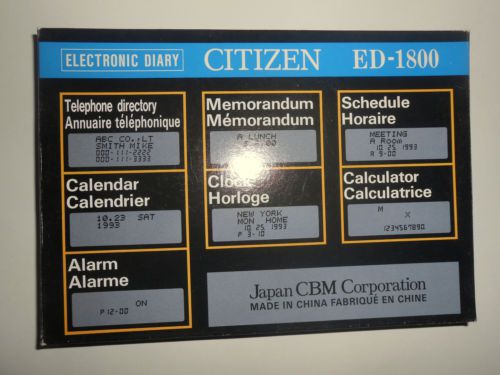 ELECTRONIC DIARY CITIZEN ED-1800
Telephone directory
Annuaire téléphonique
ABC CO.:LT
SMITH MIKE
000-111-2222
000-111-3333
Memorandum
Mémorandum
A LUNCH
Schedule
Horaire
MEETING
A Room
10.25.1993
A 9-00
Calendar
Calendrier
10.23 SAT
1993
Clock
Horloge
NEW YORK
MON HOME
10.25.1993
P 3-10
Calculator
Calculatrice
M
X
1234567890.
Alarm
Alarme
ON
P 12-00
Japan CBM Corporation
MADE IN CHINA FABRIQUÉ EN CHINE